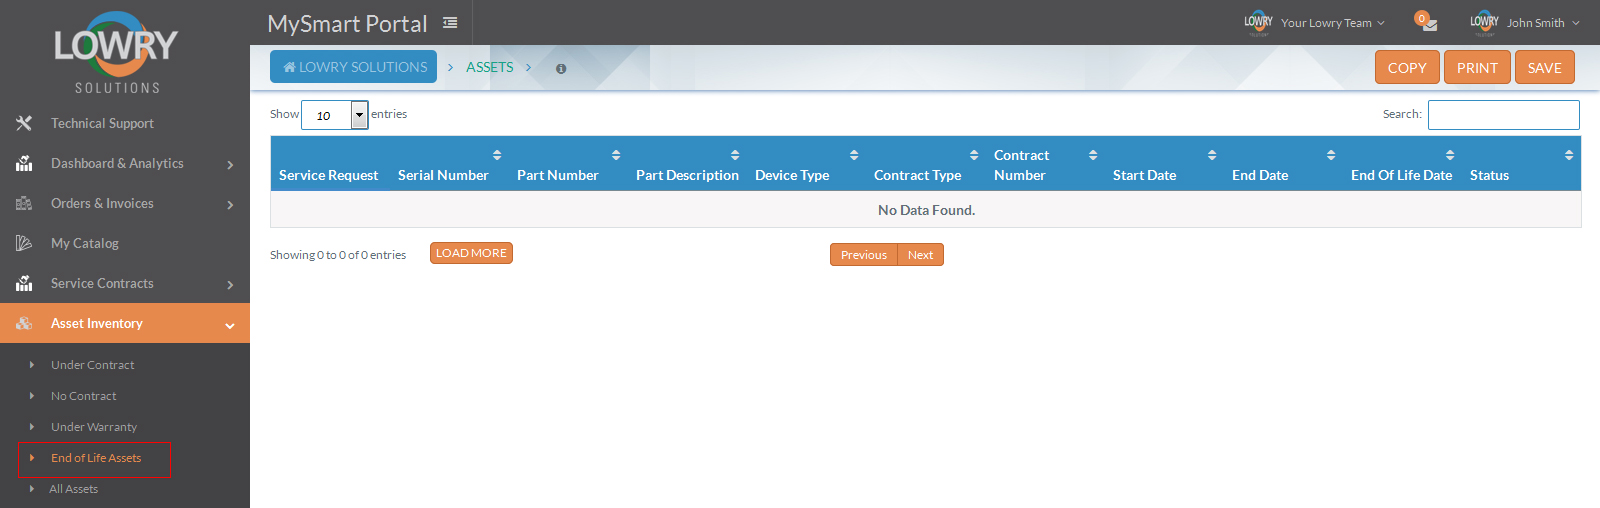 LOWRY
SOLUTIONS
Technical Support
Dashboard & Analytics
Orders & Invoices
My Catalog
Service Contracts
Asset Inventory
Under Contract
No Contract
Under Warranty
End of Life Assets
All Assets
MySmart Portal
LOWRY
Your Lowry Team
0
LOWRY
John Smith
LOWRY SOLUTIONS
ASSETS
COPY
PRINT
SAVE
Show 10 entries
Search:
Service Request
Serial Number
Part Number
Part Description
Device Type
Contract Type
Contract
Number
Start Date
End Date
End Of Life Date
Status
No Data Found.
Showing 0 to 0 of 0 entries
LOAD MORE
Previous
Next